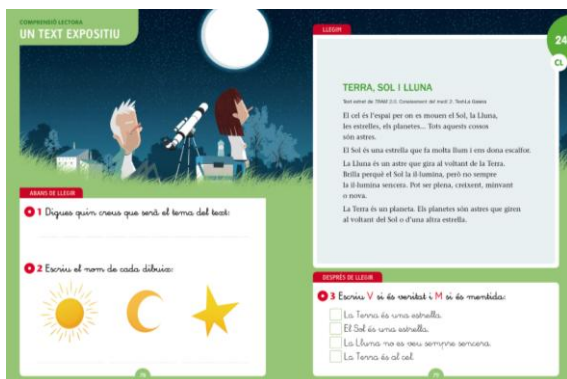 COMPRENSIÓ LECTORA
UN TEXT EXPOSITIU
ABANS DE LLEGIR
1 Digues quin creus que serà el tema del text:
2 Escriu el nom de cada dibuix:
LLEGIM
24
CL
TERRA, SOL I LLUNA
El cel és l'espai per on es mouen el Sol, la Lluna,
les estrelles, els planetes... Tots aquests cossos
són astres.
El Sol és una estrella que fa molta llum i ens dona escalfor.
La Lluna és un astre que gira al voltant de la Terra.
Brilla perquè el Sol la il·lumina, però no sempre
la il·lumina sencera. Pot ser plena, creixent, minvant
o nova.
La Terra és un planeta. Els planetes són astres que giren
al voltant del Sol o d'una altra estrella.
DESPRÉS DE LLEGIR
3 Escriu V si és veritat i M si és mentida:
La Terra és una estrella.
El Sol és una estrella.
La Lluna no es veu sempre sencera.
La Terra és al cel.